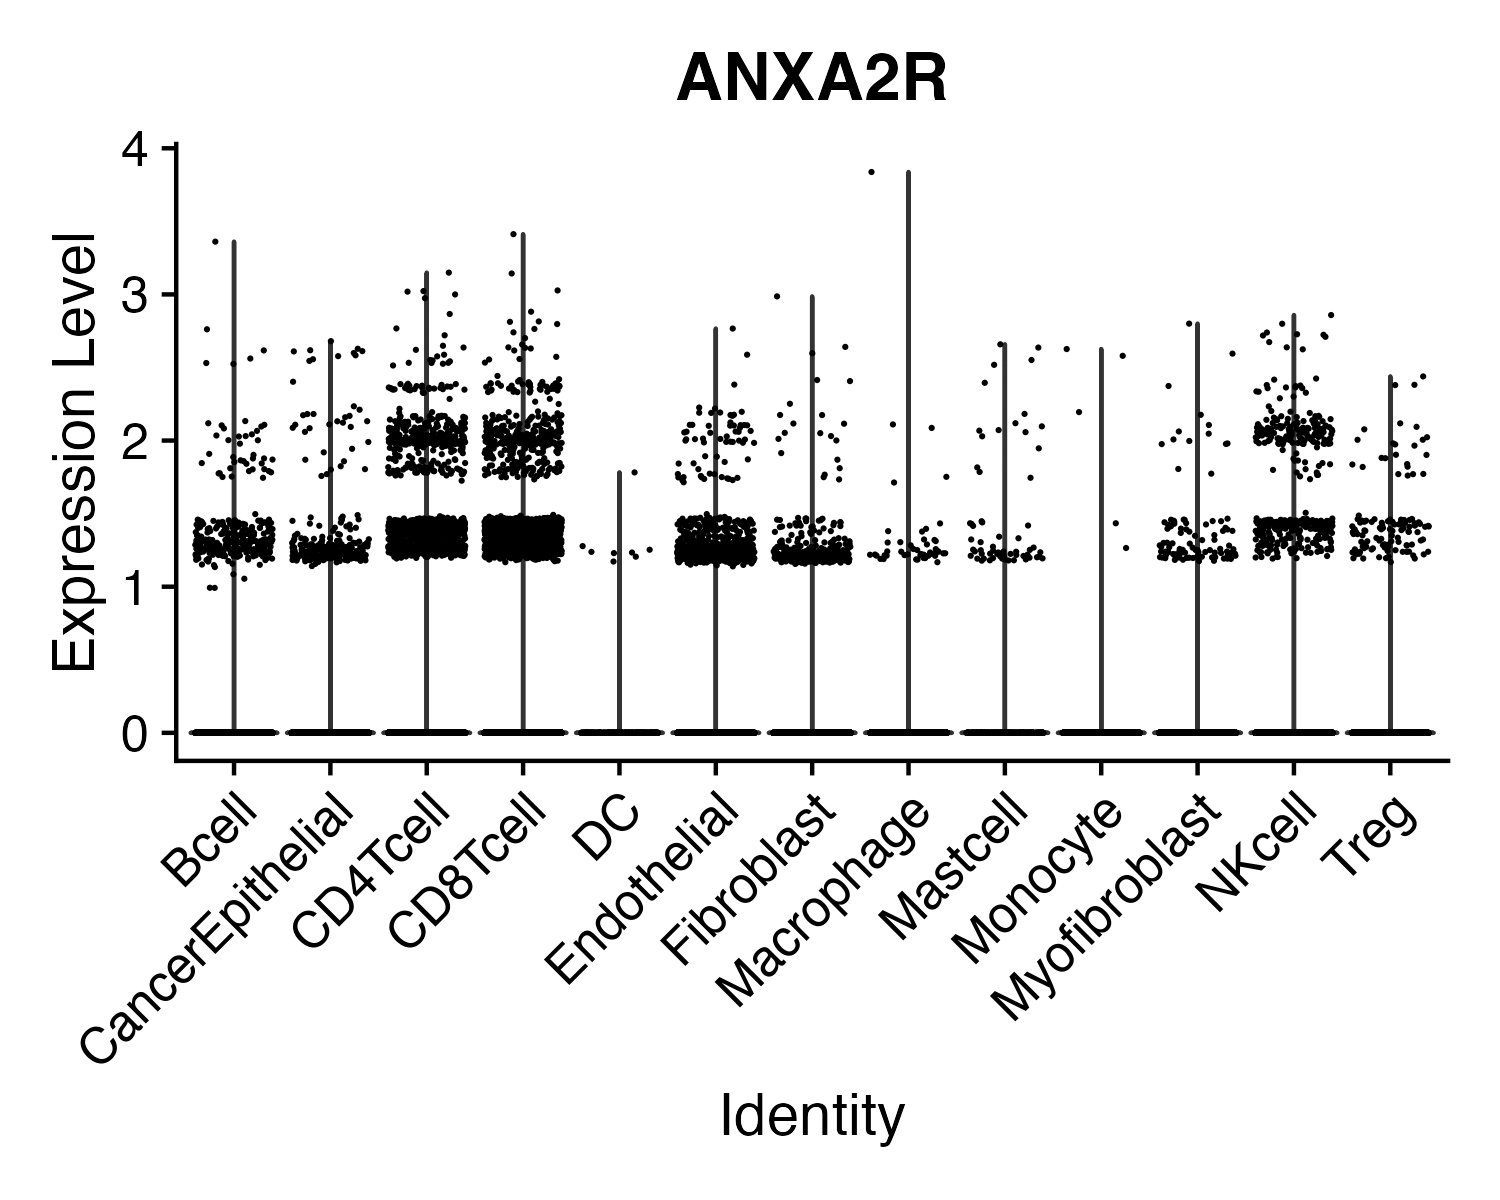 ANXA2R
Expression Level
4
3
2
1
0
Bcell
CancerEpithelial
CD4Tcell
CD8Tcell
DC
Endothelial
Fibroblast
Macrophage
Mastcell
Monocyte
Myofibroblast
NKcell
Treg
Identity